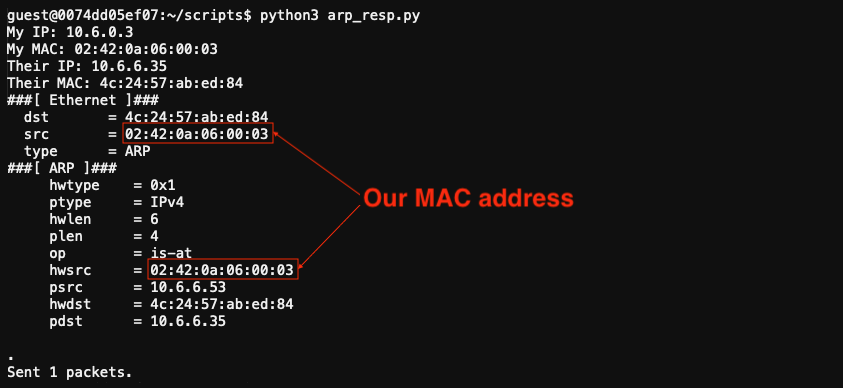 guest@0074dd05ef07:~/scripts$ python3 arp_resp.py
My IP: 10.6.0.3
My MAC: 02:42:0a:06:00:03
Their IP: 10.6.6.35
Their MAC: 4c:24:57:ab:ed:84
###[ Ethernet ]###
dst = 4c:24:57:ab:ed:84
src = 02:42:0a:06:00:03
type = ARP
###[ ARP ]###
hwtype = 0x1
ptype = IPv4
Our MAC address
hwlen = 6
plen = 4
op = is-at
hwsrc = 02:42:0a:06:00:03
psrc = 10.6.6.53
hwdst = 4c:24:57:ab:ed:84
pdst = 10.6.6.35
.
Sent 1 packets.